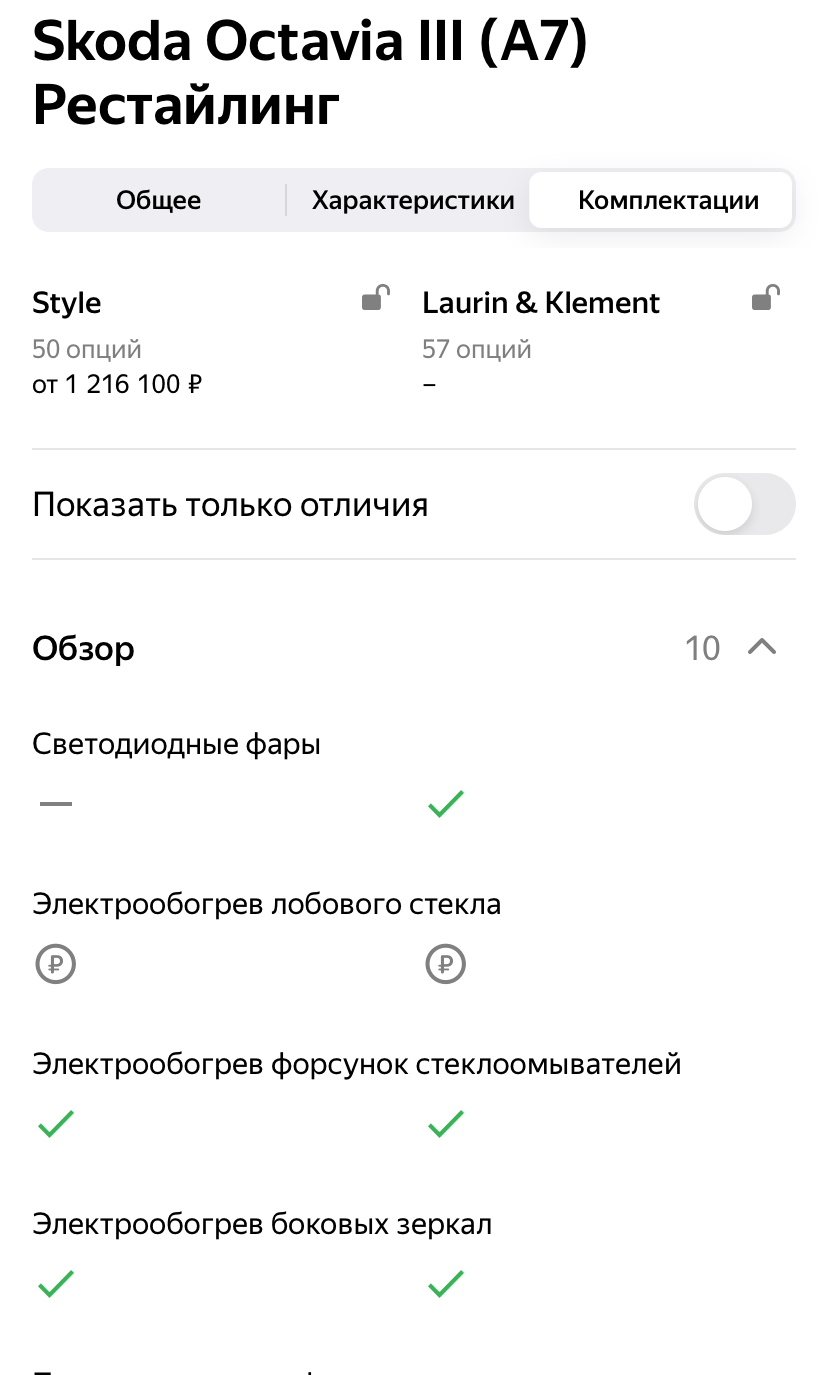 Skoda Octavia III (A7)
Рестайлинг
Общее
Характеристики
Комплектации
Style
Laurin & Klement
50 опций
57 опций
от 1 216 100 ₽
–
Показать только отличия
Обзор
10
Светодиодные фары
Электрообогрев лобового стекла
₽
₽
Электрообогрев форсунок стеклоомывателей
Электрообогрев боковых зеркал